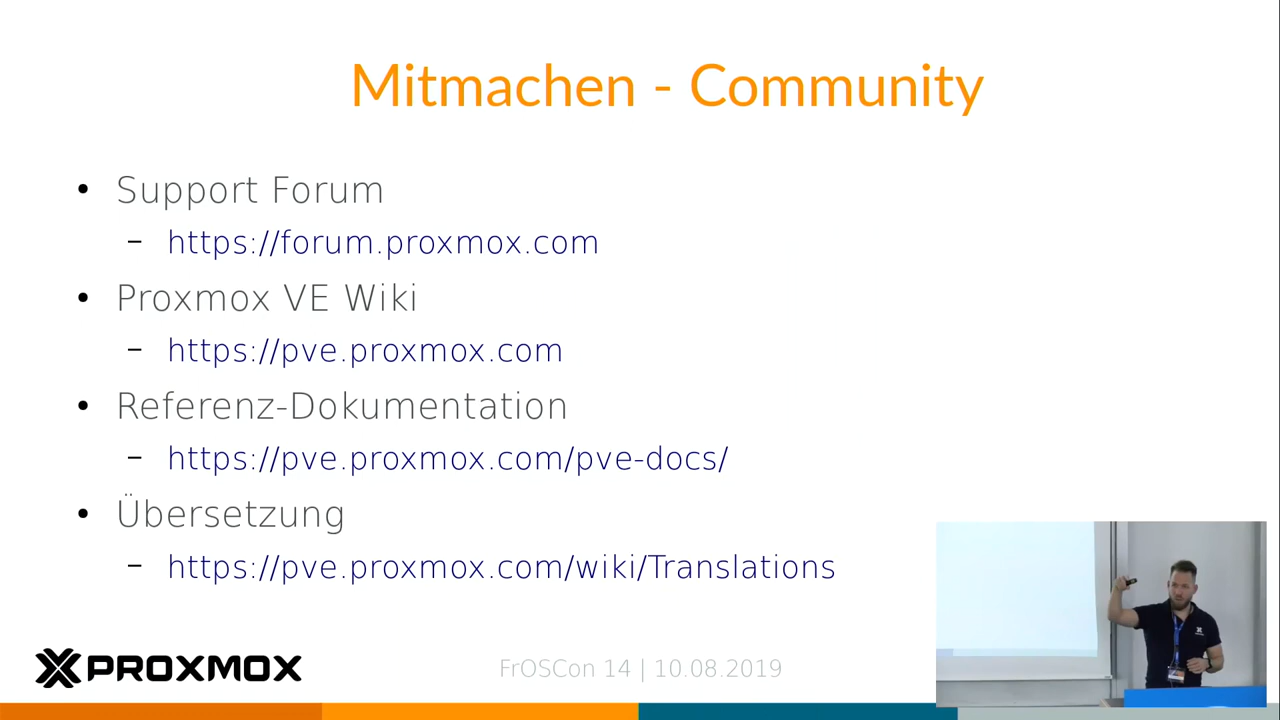 Mitmachen - Community
Support Forum
https://forum.proxmox.com
Proxmox VE Wiki
https://pve.proxmox.com
Referenz-Dokumentation
https://pve.proxmox.com/pve-docs/
Übersetzung
https://pve.proxmox.com/wiki/Translations
PROXMOX
FrOSCon 14 | 10.08.2019